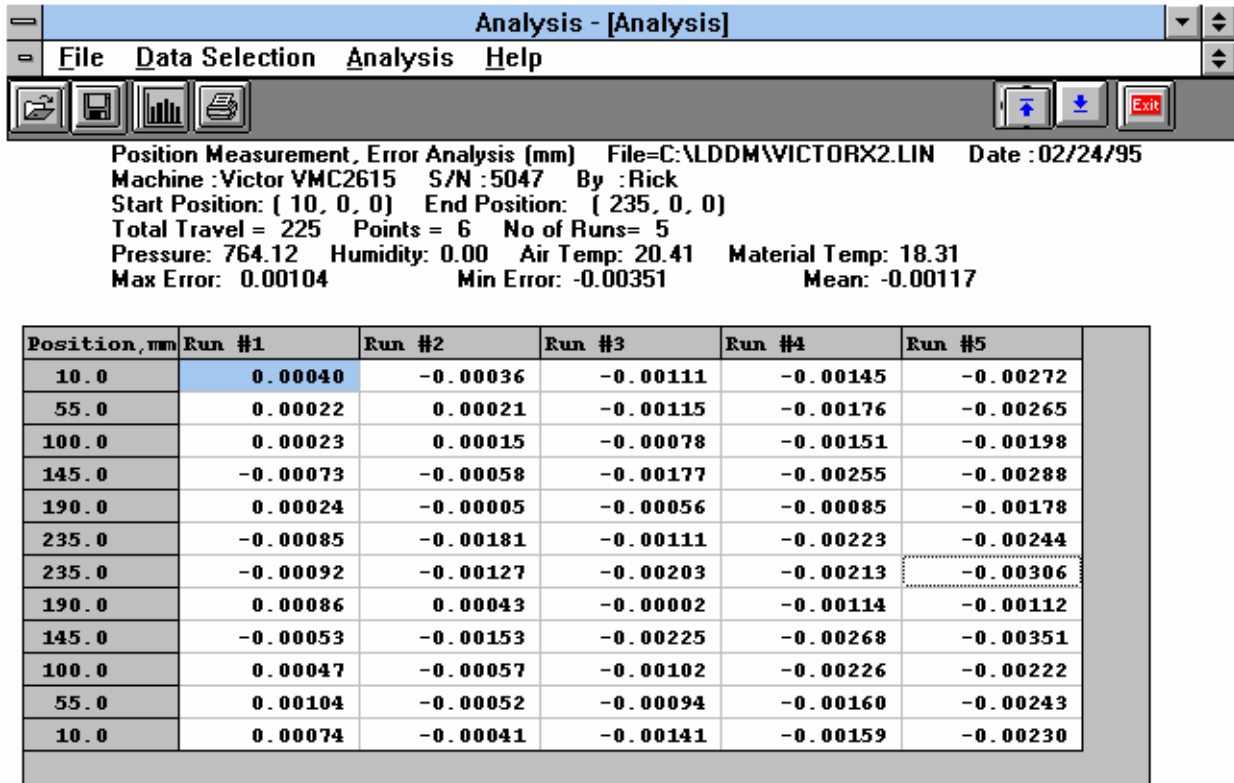 Analysis - [Analysis]
File Data Selection Analysis Help
Exit
Position Measurement, Error Analysis (mm) File=C:\LDDM\VICTORX2.LIN Date :02/24/95
Machine :Victor VMC2615 S/N :5047 By :Rick
Start Position: ( 10, 0, 0) End Position: ( 235, 0, 0)
Total Travel = 225 Points = 6 No of Runs= 5
Pressure: 764.12 Humidity: 0.00 Air Temp: 20.41 Material Temp: 18.31
Max Error: 0.00104 Min Error: -0.00351 Mean: -0.00117
Position,mm Run #1 Run #2 Run #3 Run #4 Run #5
10.0 0.00040 -0.00036 -0.00111 -0.00145 -0.00272
55.0 0.00022 0.00021 -0.00115 -0.00176 -0.00265
100.0 0.00023 0.00015 -0.00078 -0.00151 -0.00198
145.0 -0.00073 -0.00058 -0.00177 -0.00255 -0.00288
190.0 0.00024 -0.00005 -0.00056 -0.00085 -0.00178
235.0 -0.00085 -0.00181 -0.00111 -0.00223 -0.00244
235.0 -0.00092 -0.00127 -0.00203 -0.00213 -0.00306
190.0 0.00086 0.00043 -0.00002 -0.00114 -0.00112
145.0 -0.00053 -0.00153 -0.00225 -0.00268 -0.00351
100.0 0.00047 -0.00057 -0.00102 -0.00226 -0.00222
55.0 0.00104 -0.00052 -0.00094 -0.00160 -0.00243
10.0 0.00074 -0.00041 -0.00141 -0.00159 -0.00230